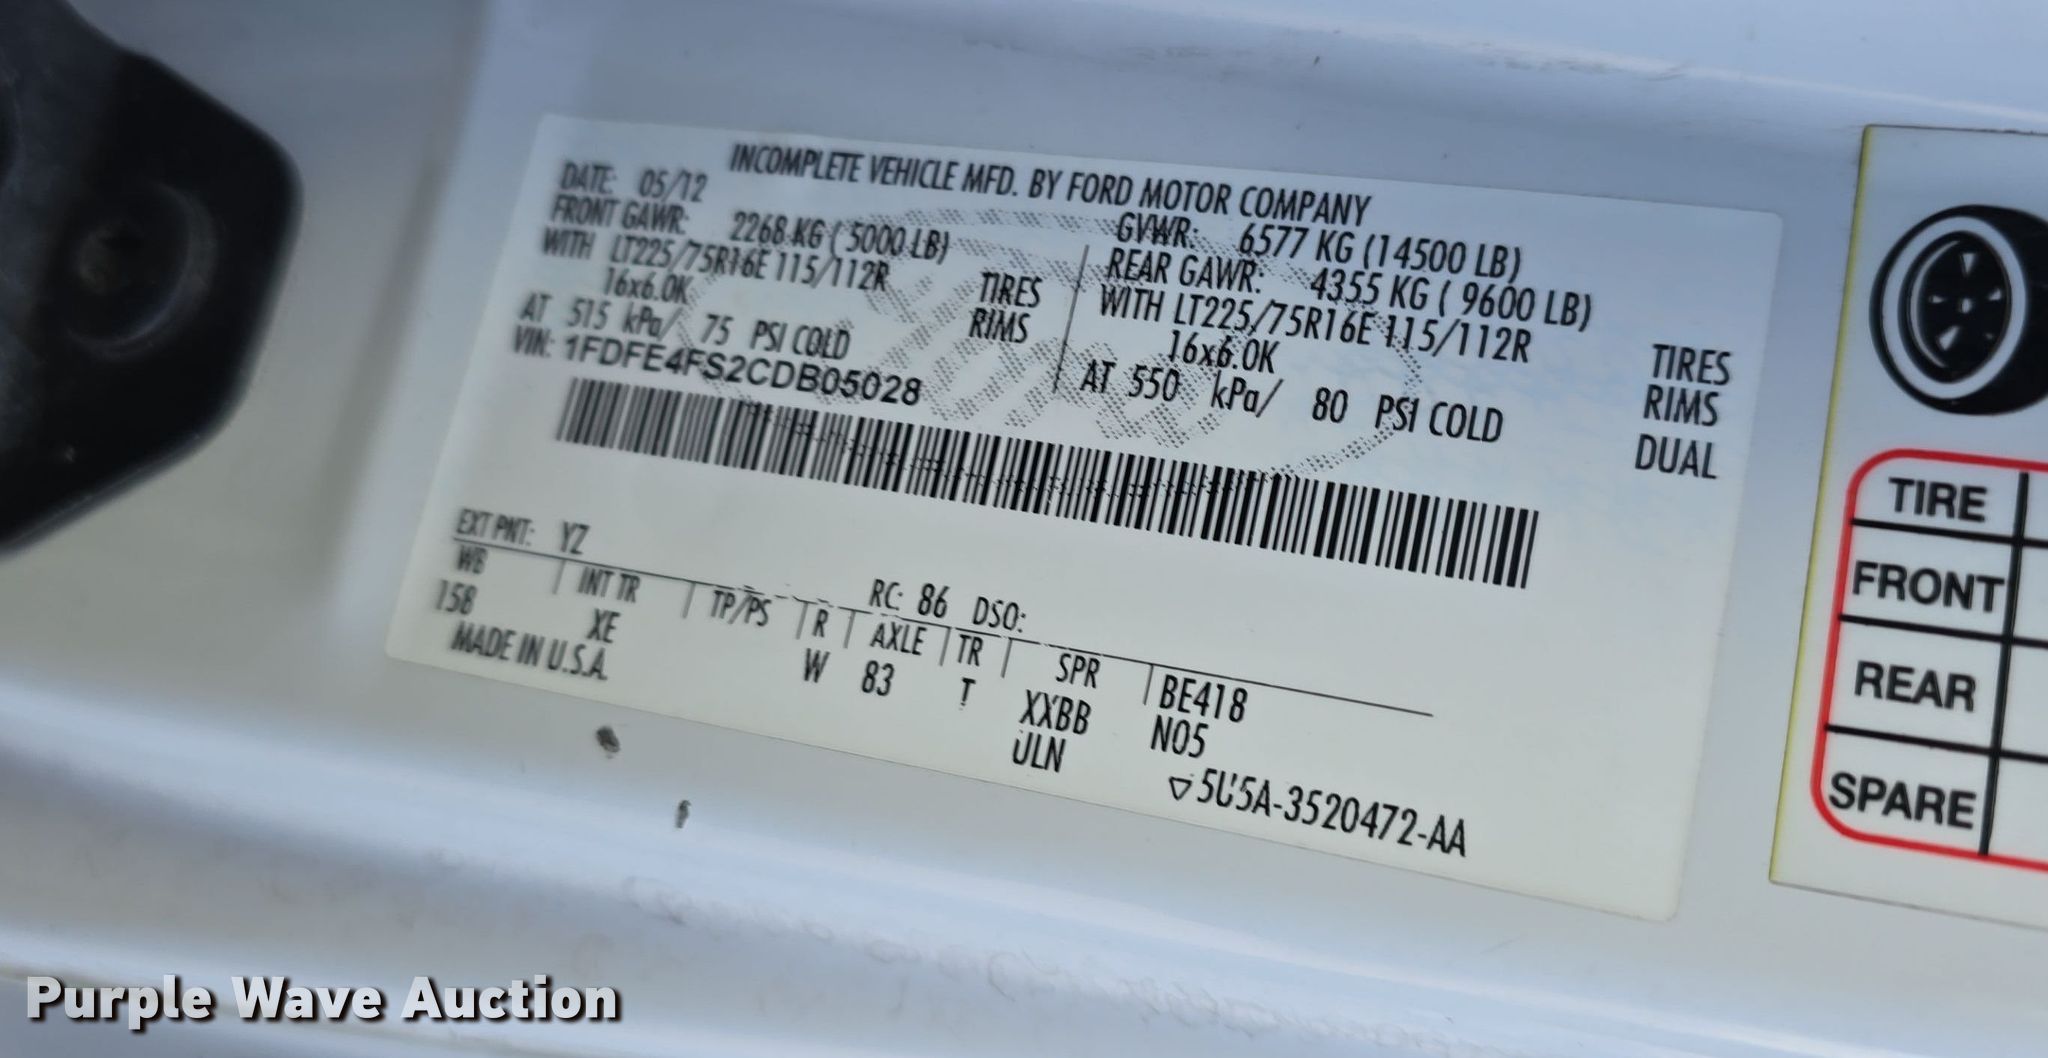 INCOMPLETE VEHICLE MFD. BY FORD MOTOR COMPANY
DATE: 05/12 GVWR: 6577 KG (14500 LB)
FRONT GAWR: 2268 KG ( 5000 LB) REAR GAWR: 4355 KG ( 9600 LB)
WITH LT225/75R16E 115/112R TIRES WITH LT225/75R16E 115/112R TIRES
16x6.0K RIMS 16x6.0K RIMS
AT 515 kPa/ 75 PSI COLD AT 550 kPa/ 80 PSI COLD DUAL
VIN: 1FDFE4FS2CDB05028
EXT PNT: YZ RC: 86 DSO:
WB INT TR TP/PS R AXLE TR SPR BE418
158 XE W 83 T XXBB N05
MADE IN U.S.A. ULN
▽5U5A-3520472-AA
Ford
TIRE
FRONT
REAR
SPARE
Purple Wave Auction